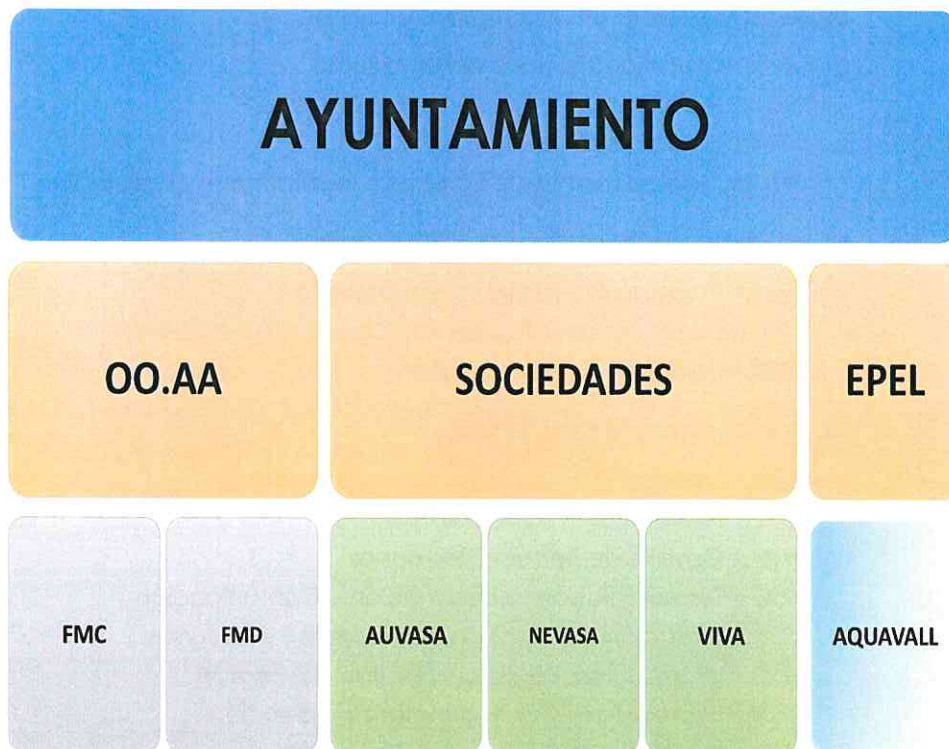 AYUNTAMIENTO
OO.AA
SOCIEDADES
EPEL
FMC
FMD
AUVASA
NEVASA
VIVA
AQUAVALL